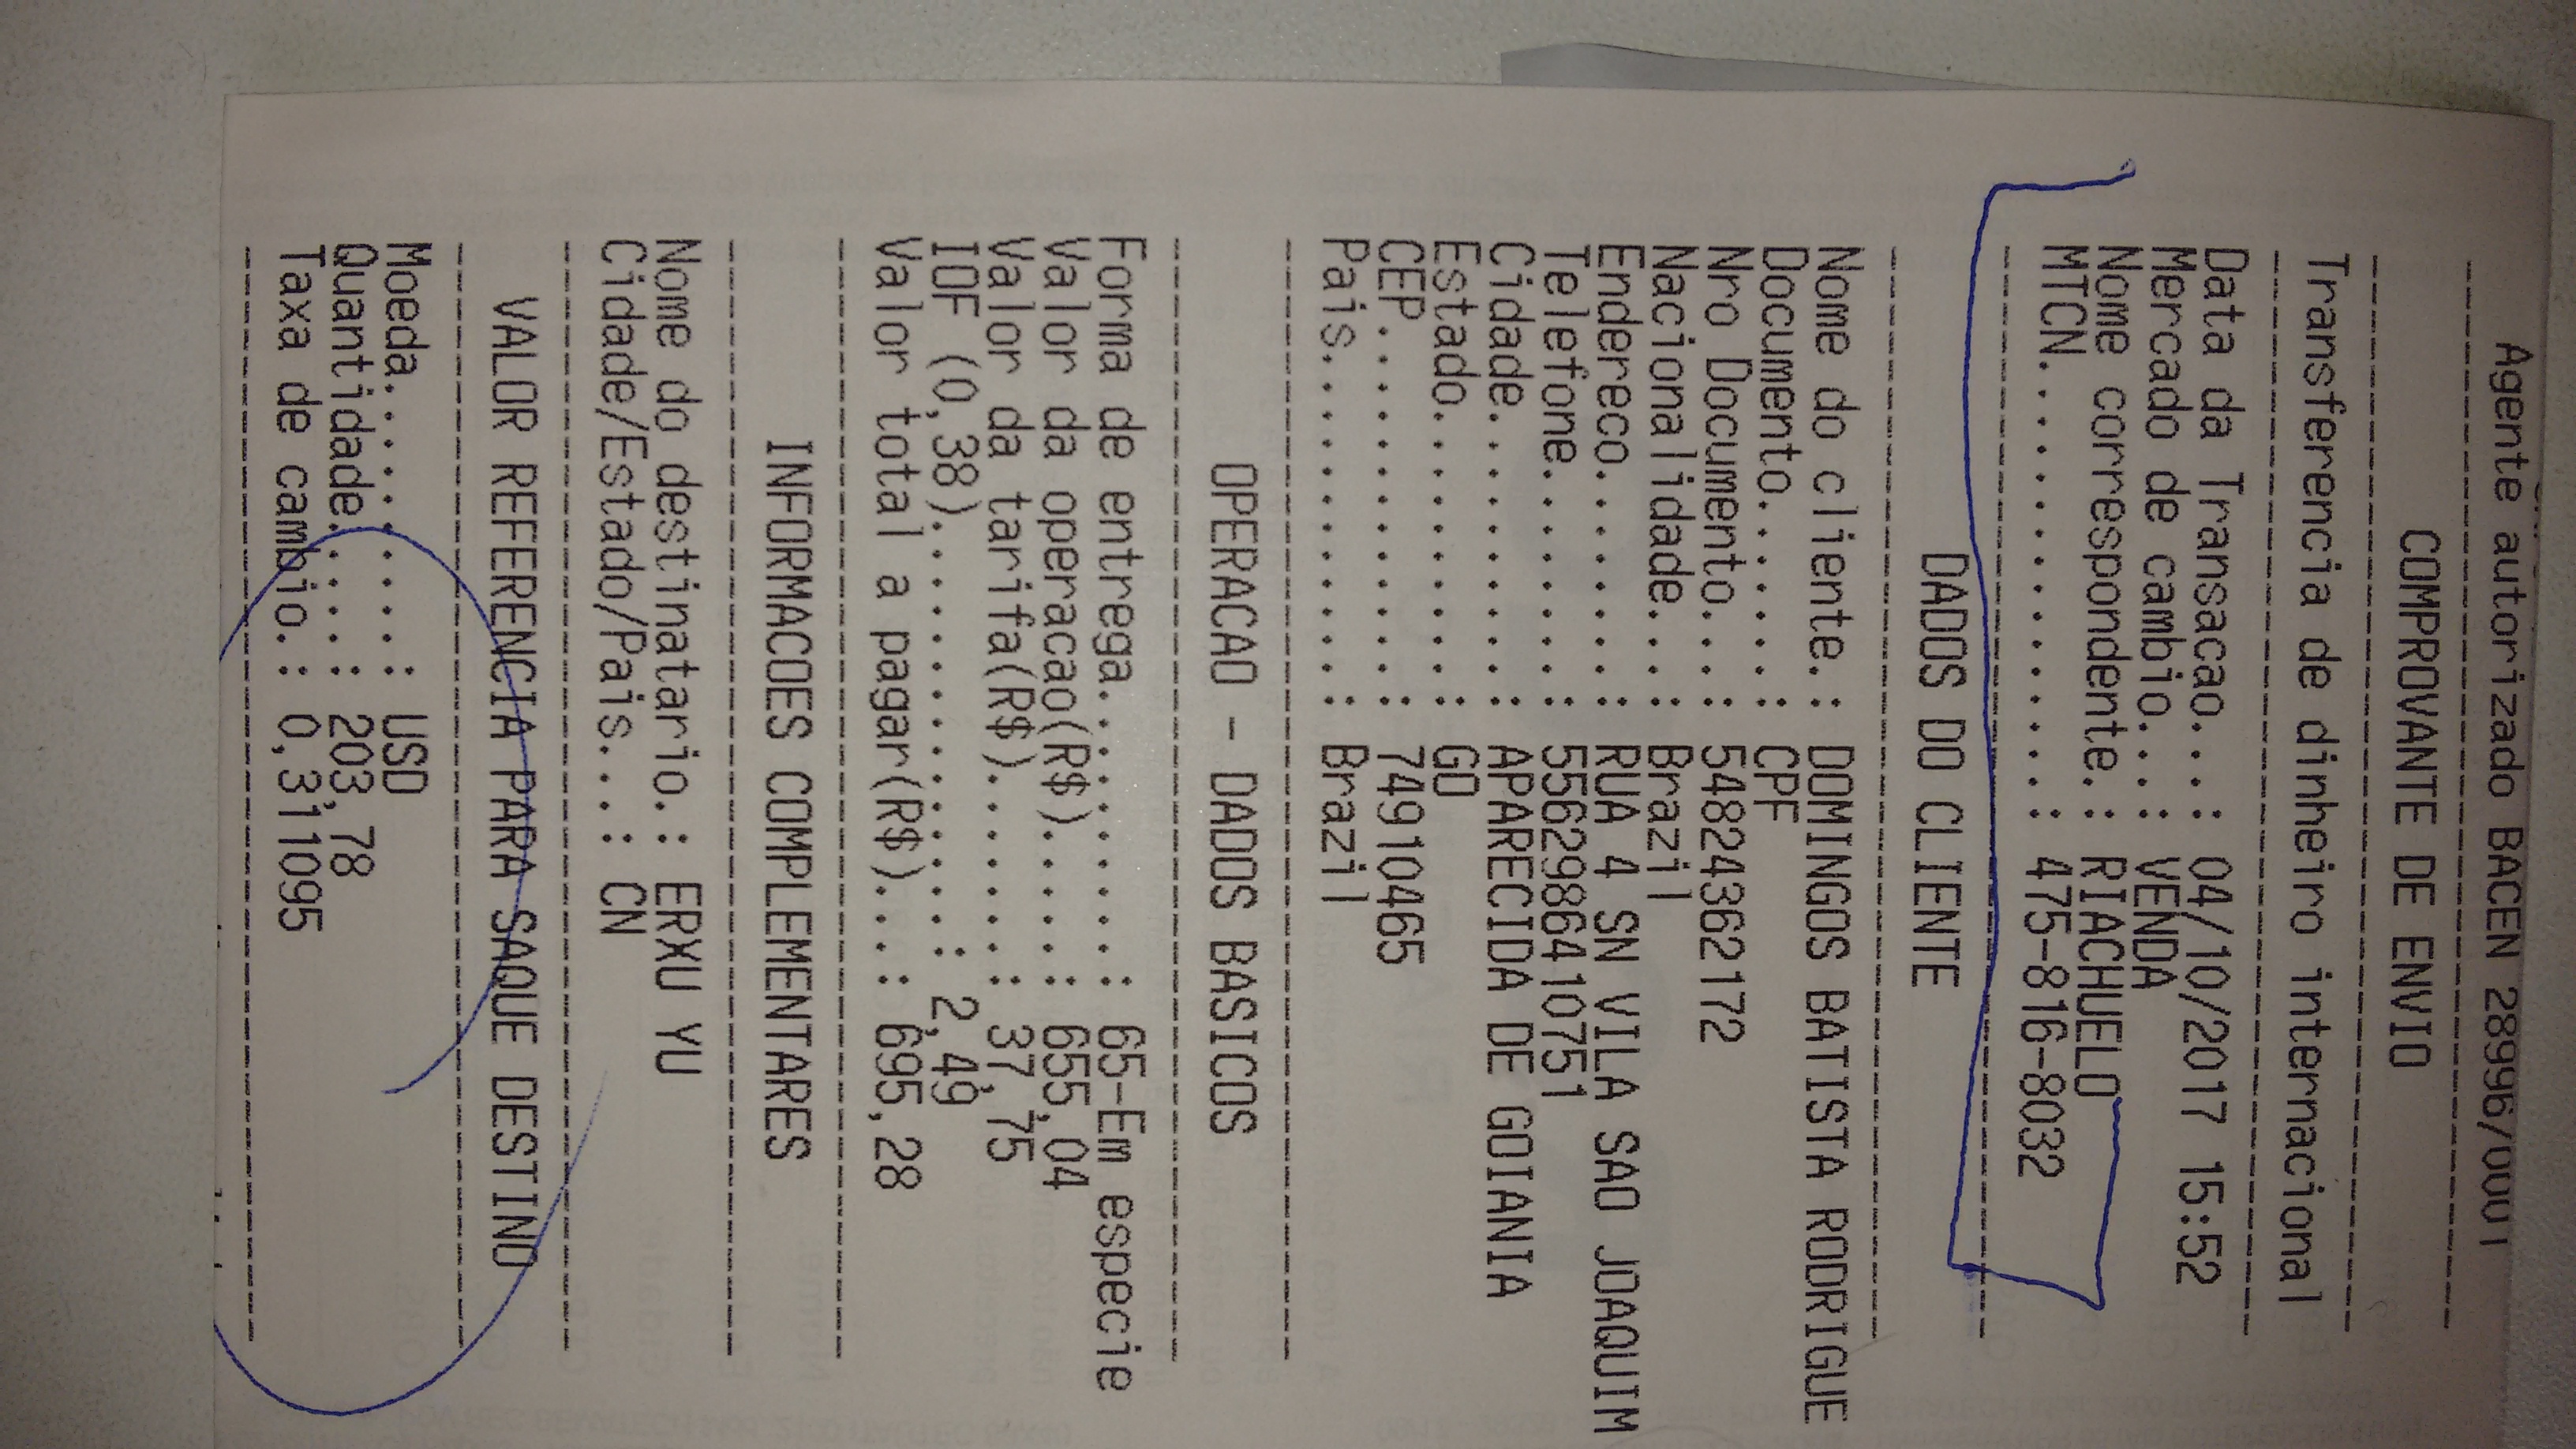 Agente autorizado BACEN 28996/0001
--------------------------------------
COMPROVANTE DE ENVIO
--------------------------------------
Transferencia de dinheiro internacional
--------------------------------------
Data da Transacao...: 04/10/2017 15:52
Mercado de cambio...: VENDA
Nome correspondente.: RIACHUELO
MTCN................: 475-816-8032
--------------------------------------
DADOS DO CLIENTE
--------------------------------------
Nome do cliente.: DOMINGOS BATISTA RODRIGUE
Documento.......: CPF
Nro Documento...: 54824362172
Nacionalidade...: Brazil
Endereco........: RUA 4 SN VILA SAO JOAQUIM
Telefone........: 5562986410751
Cidade..........: APARECIDA DE GOIANIA
Estado..........: GO
CEP.............: 74910465
Pais............: Brazil
--------------------------------------
OPERACAO - DADOS BASICOS
--------------------------------------
Forma de entrega.........: 65-Em especie
Valor da operacao(R$)....: 655,04
Valor da tarifa(R$)......: 37,75
IOF (0,38)..............: 2,49
Valor total a pagar(R$)..: 695,28
--------------------------------------
INFORMACOES COMPLEMENTARES
--------------------------------------
Nome do destinatario.: ERXU YU
Cidade/Estado/Pais...: CN
--------------------------------------
VALOR REFERENCIA PARA SAQUE DESTINO
--------------------------------------
Moeda.........: USD
Quantidade....: 203,78
Taxa de cambio.: 0,311095
--------------------------------------